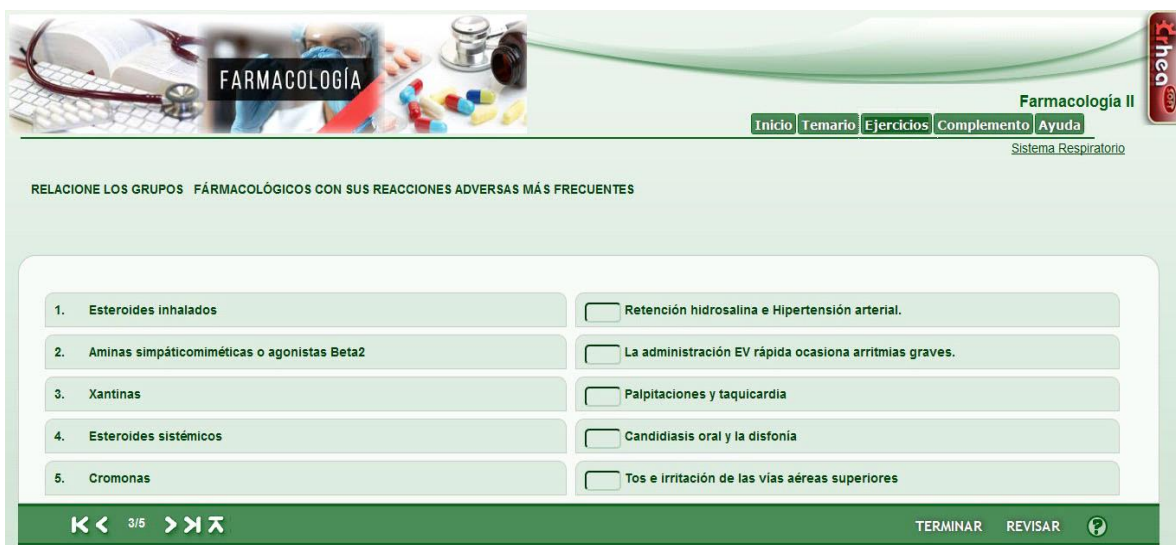 FARMACOLOGÍA
Crhea
Farmacología II
Inicio Temario Ejercicios Complemento Ayuda
Sistema Respiratorio
RELACIONE LOS GRUPOS FÁRMACOLÓGICOS CON SUS REACCIONES ADVERSAS MÁS FRECUENTES
1. Esteroides inhalados
Retención hidrosalina e Hipertensión arterial.
2. Aminas simpáticomiméticas o agonistas Beta2
La administración EV rápida ocasiona arritmias graves.
3. Xantinas
Palpitaciones y taquicardia
4. Esteroides sistémicos
Candidiasis oral y la disfonía
5. Cromonas
Tos e irritación de las vías aéreas superiores
3/5
TERMINAR REVISAR ?